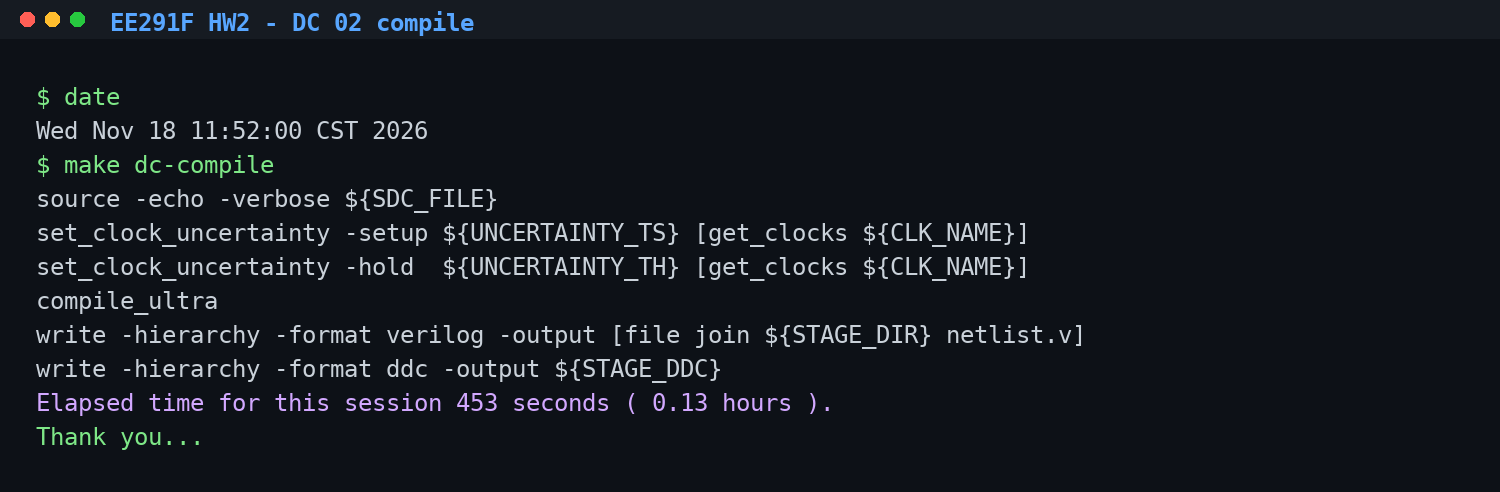 EE291F HW2 - DC 02 compile
$ date
Wed Nov 18 11:52:00 CST 2026
$ make dc-compile
source -echo -verbose ${SDC_FILE}
set_clock_uncertainty -setup ${UNCERTAINTY_TS} [get_clocks ${CLK_NAME}]
set_clock_uncertainty -hold  ${UNCERTAINTY_TH} [get_clocks ${CLK_NAME}]
compile_ultra
write -hierarchy -format verilog -output [file join ${STAGE_DIR} netlist.v]
write -hierarchy -format ddc -output ${STAGE_DDC}
Elapsed time for this session 453 seconds ( 0.13 hours ).
Thank you...